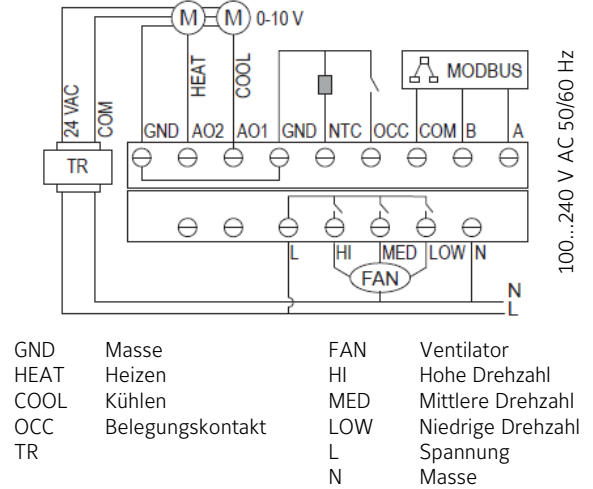 M M 0-10 V
HEAT
COOL
MODBUS
24 VAC
COM
GND AO2 AO1 GND NTC OCC COM B A
TR
100...240 V AC 50/60 Hz
L HI MED LOW N
FAN
N
L
GND Masse
HEAT Heizen
COOL Kühlen
OCC Belegungskontakt
TR
FAN Ventilator
HI Hohe Drehzahl
MED Mittlere Drehzahl
LOW Niedrige Drehzahl
L Spannung
N Masse